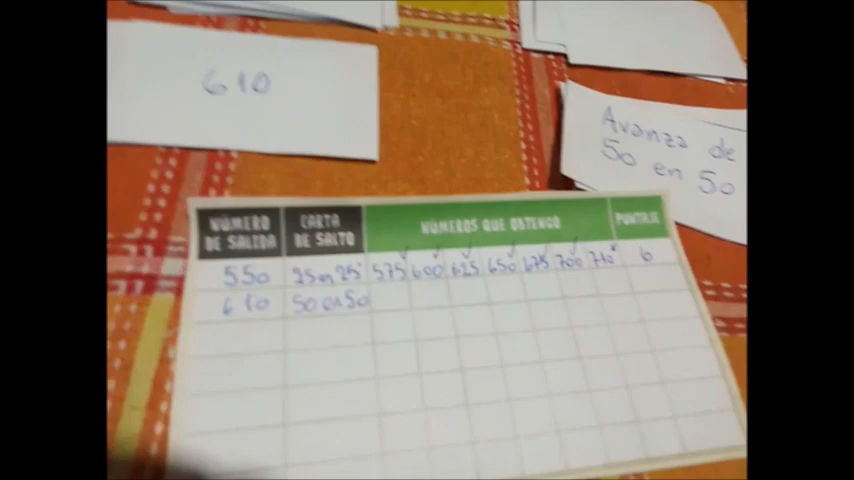 610
Avanza de
50 en 50
NÚMERO DE SALIDA CARTA DE SALTO NÚMEROS QUE OBTENGO PUNTAJE
550 25 en 25 575 600 625 650 675 700 710 6
610 50 en 50